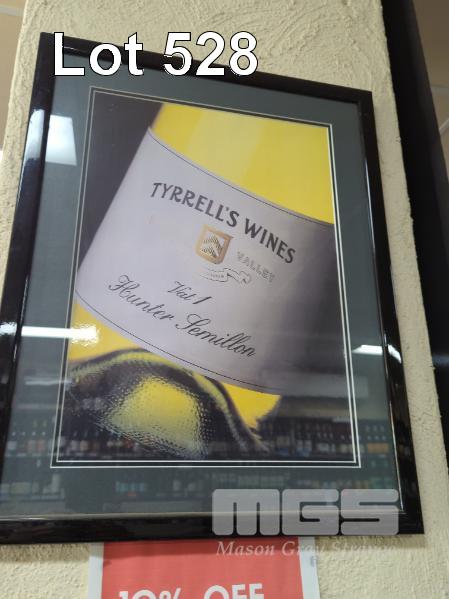 Lot 528
TYRRELL'S WINES
VALLEY
Vat 1
Hunter Semillon
MGS
Mason Gray Strange
10% OFF